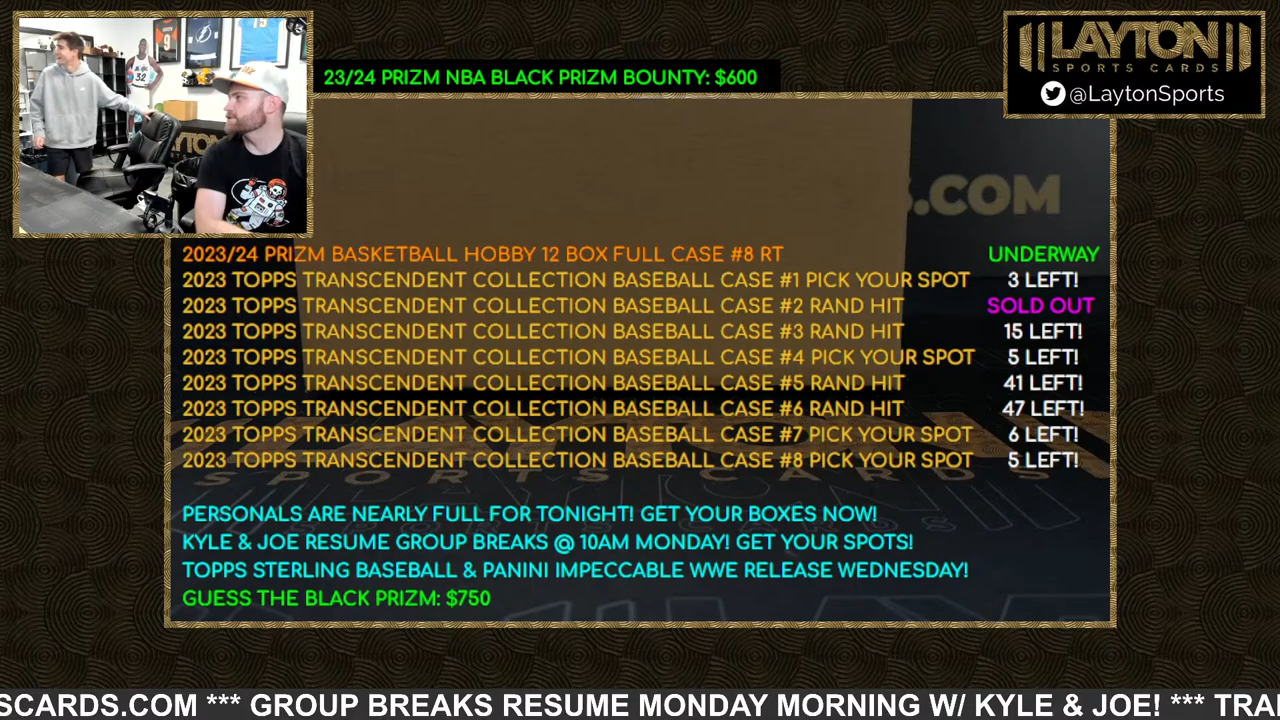 LAYTON
SPORTS CARDS
@LaytonSports
23/24 PRIZM NBA BLACK PRIZM BOUNTY: $600
9
15
32
LAYTON
.COM
2023/24 PRIZM BASKETBALL HOBBY 12 BOX FULL CASE #8 RT UNDERWAY
2023 TOPPS TRANSCENDENT COLLECTION BASEBALL CASE #1 PICK YOUR SPOT 3 LEFT!
2023 TOPPS TRANSCENDENT COLLECTION BASEBALL CASE #2 RAND HIT SOLD OUT
2023 TOPPS TRANSCENDENT COLLECTION BASEBALL CASE #3 RAND HIT 15 LEFT!
2023 TOPPS TRANSCENDENT COLLECTION BASEBALL CASE #4 PICK YOUR SPOT 5 LEFT!
2023 TOPPS TRANSCENDENT COLLECTION BASEBALL CASE #5 RAND HIT 41 LEFT!
2023 TOPPS TRANSCENDENT COLLECTION BASEBALL CASE #6 RAND HIT 47 LEFT!
2023 TOPPS TRANSCENDENT COLLECTION BASEBALL CASE #7 PICK YOUR SPOT 6 LEFT!
2023 TOPPS TRANSCENDENT COLLECTION BASEBALL CASE #8 PICK YOUR SPOT 5 LEFT!
SPORTS CARDS
PERSONALS ARE NEARLY FULL FOR TONIGHT! GET YOUR BOXES NOW!
KYLE & JOE RESUME GROUP BREAKS @ 10AM MONDAY! GET YOUR SPOTS!
TOPPS STERLING BASEBALL & PANINI IMPECCABLE WWE RELEASE WEDNESDAY!
GUESS THE BLACK PRIZM: $750
SCARDS.COM *** GROUP BREAKS RESUME MONDAY MORNING W/ KYLE & JOE! *** TRA